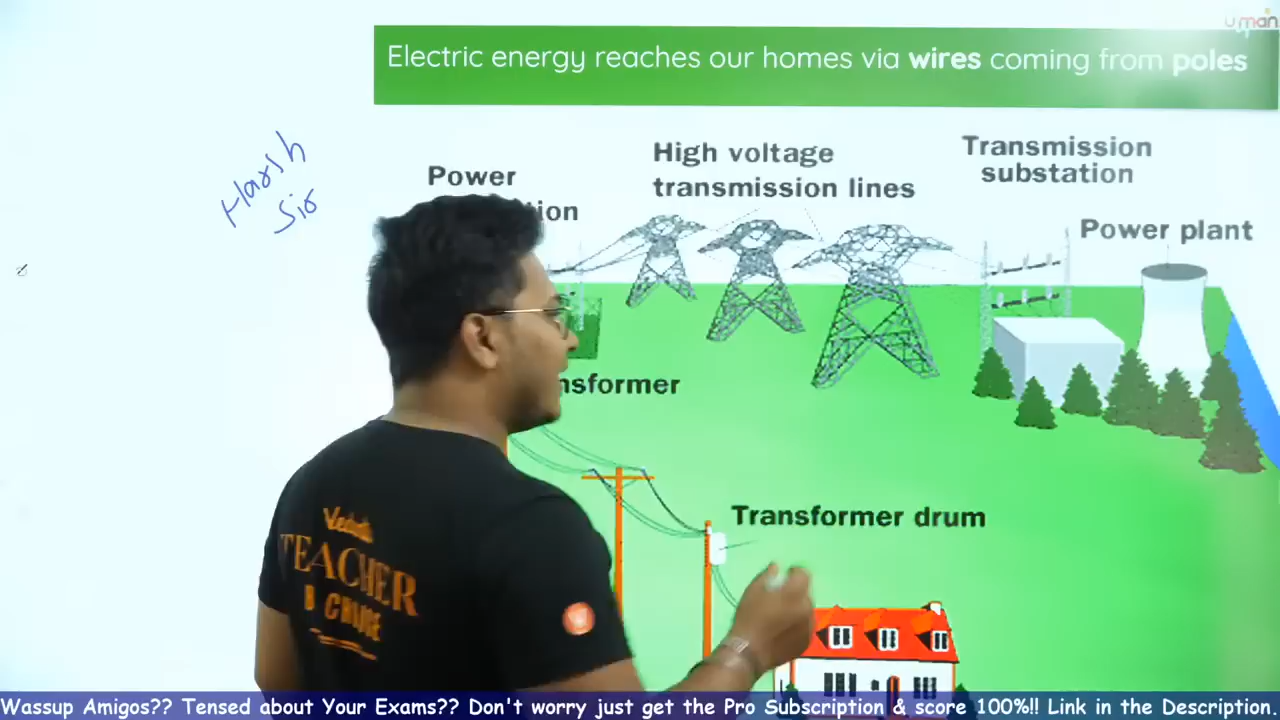 Electric energy reaches our homes via wires coming from poles
Harsh
Sir
Power
High voltage
transmission lines
Transmission
substation
Power plant
Transformer drum
TEACHER
Wassup Amigos?? Tensed about Your Exams?? Don't worry just get the Pro Subscription & score 100%!! Link in the Description.